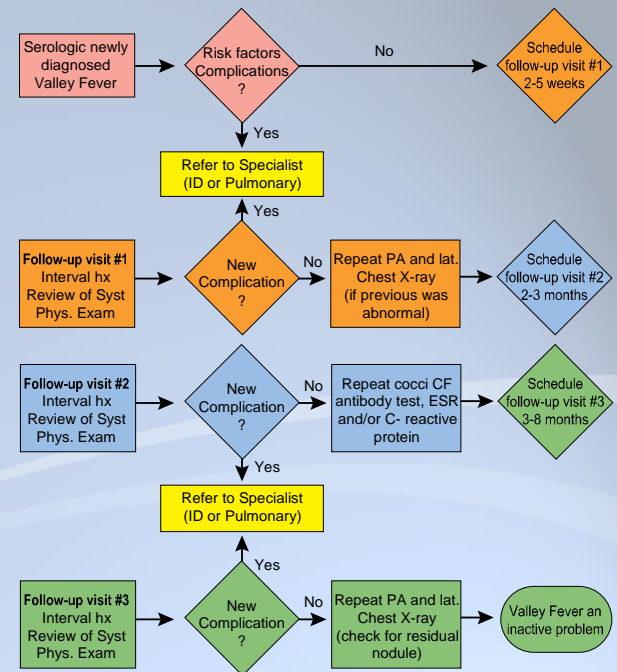 Serologic newly
diagnosed
Valley Fever
Risk factors
Complications
?
No
Schedule
follow-up visit #1
2-5 weeks
Yes
Refer to Specialist
(ID or Pulmonary)
Yes
Follow-up visit #1
Interval hx
Review of Syst
Phys. Exam
New
Complication
?
No
Repeat PA and lat.
Chest X-ray
(if previous was
abnormal)
Schedule
follow-up visit #2
2-3 months
Follow-up visit #2
Interval hx
Review of Syst
Phys. Exam
New
Complication
?
No
Repeat cocci CF
antibody test, ESR
and/or C- reactive
protein
Schedule
follow-up visit #3
3-8 months
Yes
Refer to Specialist
(ID or Pulmonary)
Yes
Follow-up visit #3
Interval hx
Review of Syst
Phys. Exam
New
Complication
?
No
Repeat PA and lat.
Chest X-ray
(check for residual
nodule)
Valley Fever an
inactive problem